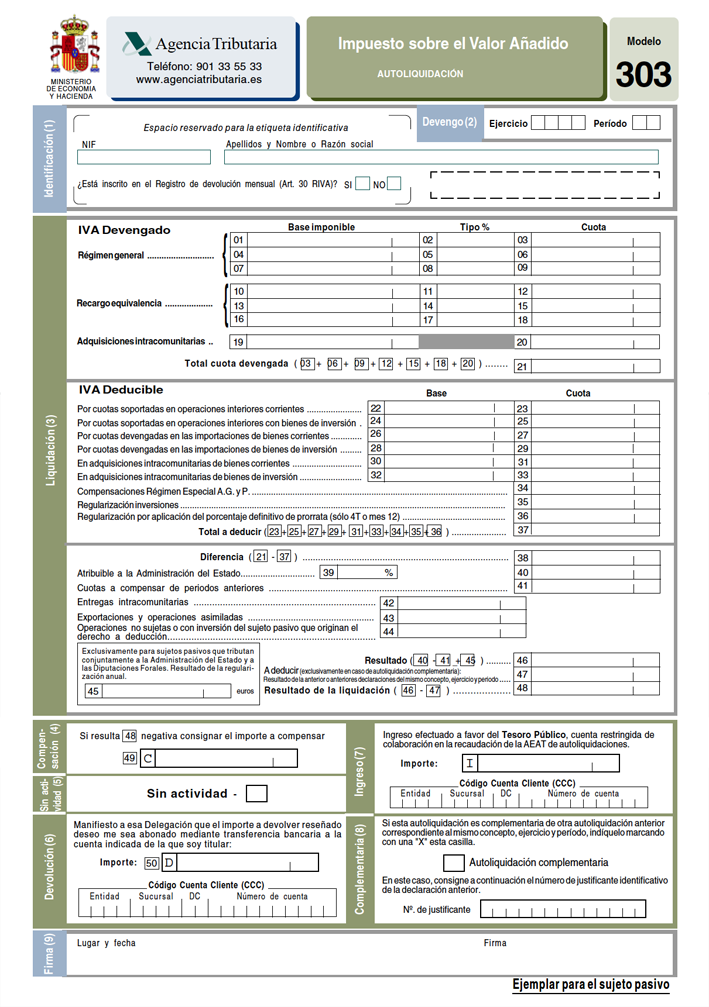 MINISTERIO
DE ECONOMIA
Y HACIENDA
Agencia Tributaria
Teléfono: 901 33 55 33
www.agenciatributaria.es
Impuesto sobre el Valor Añadido
AUTOLIQUIDACIÓN
Modelo
303
Identificación (1)
Espacio reservado para la etiqueta identificativa
NIF
Apellidos y Nombre o Razón social
¿Está inscrito en el Registro de devolución mensual (Art. 30 RIVA)? SI NO
Devengo (2)
Ejercicio
Período
Liquidación (3)
IVA Devengado
Base imponible Tipo % Cuota
Régimen general ............................
01 02 03
04 05 06
07 08 09
Recargo equivalencia ....................
10 11 12
13 14 15
16 17 18
Adquisiciones intracomunitarias .. 19 20
Total cuota devengada ( 03 + 06 + 09 + 12 + 15 + 18 + 20 ) ........ 21
IVA Deducible
Base Cuota
Por cuotas soportadas en operaciones interiores corrientes ....................... 22 23
Por cuotas soportadas en operaciones interiores con bienes de inversión . 24 25
Por cuotas devengadas en las importaciones de bienes corrientes ............. 26 27
Por cuotas devengadas en las importaciones de bienes de inversión ......... 28 29
En adquisiciones intracomunitarias de bienes corrientes ............................. 30 31
En adquisiciones intracomunitarias de bienes de inversión .......................... 32 33
Compensaciones Régimen Especial A.G. y P. ............................ 34
Regularización inversiones ............................ 35
Regularización por aplicación del porcentaje definitivo de prorrata (sólo 4T o mes 12) ............................ 36
Total a deducir ( 23 + 25 + 27 + 29 + 31 + 33 + 34 + 35 + 36 ) ...................... 37
Diferencia ( 21 - 37 ) ............................ 38
Atribuible a la Administración del Estado............................ 39 % 40
Cuotas a compensar de periodos anteriores ............................ 41
Entregas intracomunitarias ............................ 42
Exportaciones y operaciones asimiladas ............................ 43
Operaciones no sujetas o con inversión del sujeto pasivo que originan el
derecho a deducción............................ 44
Exclusivamente para sujetos pasivos que tributan
conjuntamente a la Administración del Estado y a
las Diputaciones Forales. Resultado de la regulari-
zación anual.
45 euros
Resultado ( 40 - 41 + 45 ) .......... 46
A deducir (exclusivamente en caso de autoliquidación complementaria):
Resultado de la anterior o anteriores declaraciones del mismo concepto, ejercicio y periodo ..... 47
Resultado de la liquidación ( 46 - 47 ) .................... 48
Compen-
sación (4)
Si resulta 48 negativa consignar el importe a compensar
49 C
Sin acti-
vidad (5)
Sin actividad -
Devolución (6)
Manifiesto a esa Delegación que el importe a devolver reseñado
deseo me sea abonado mediante transferencia bancaria a la
cuenta indicada de la que soy titular:
Importe: 50 D
Código Cuenta Cliente (CCC)
Entidad Sucursal DC Número de cuenta
Ingreso (7)
Ingreso efectuado a favor del Tesoro Público, cuenta restringida de
colaboración en la recaudación de la AEAT de autoliquidaciones.
Importe: I
Código Cuenta Cliente (CCC)
Entidad Sucursal DC Número de cuenta
Complementaria (8)
Si esta autoliquidación es complementaria de otra autoliquidación anterior
correspondiente al mismo concepto, ejercicio y período, indíquelo marcando
con una "X" esta casilla.
Autoliquidación complementaria
En este caso, consigne a continuación el número de justificante identificativo
de la declaración anterior.
Nº. de justificante
Firma (9)
Lugar y fecha
Firma
Ejemplar para el sujeto pasivo